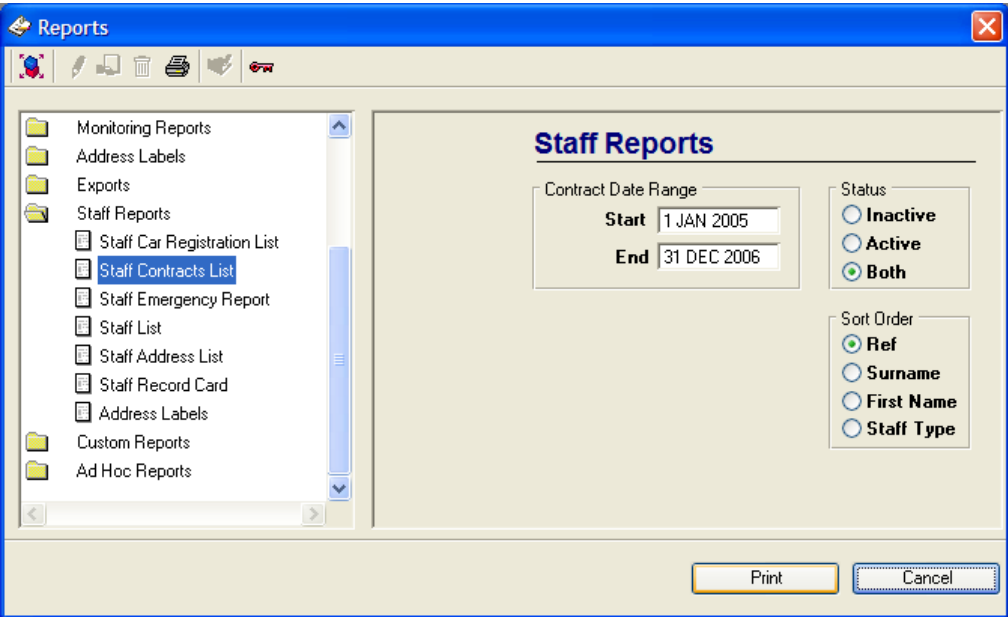 Reports
Monitoring Reports
Address Labels
Exports
Staff Reports
Staff Car Registration List
Staff Contracts List
Staff Emergency Report
Staff List
Staff Address List
Staff Record Card
Address Labels
Custom Reports
Ad Hoc Reports
Staff Reports
Contract Date Range
Start 1 JAN 2005
End 31 DEC 2006
Status
Inactive
Active
Both
Sort Order
Ref
Surname
First Name
Staff Type
Print Cancel